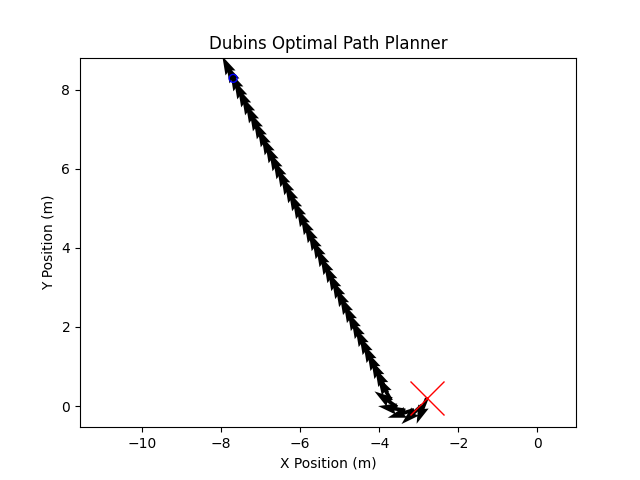 Dubins Optimal Path Planner
8
6
4
2
0
Y Position (m)
−10 −8 −6 −4 −2 0
X Position (m)